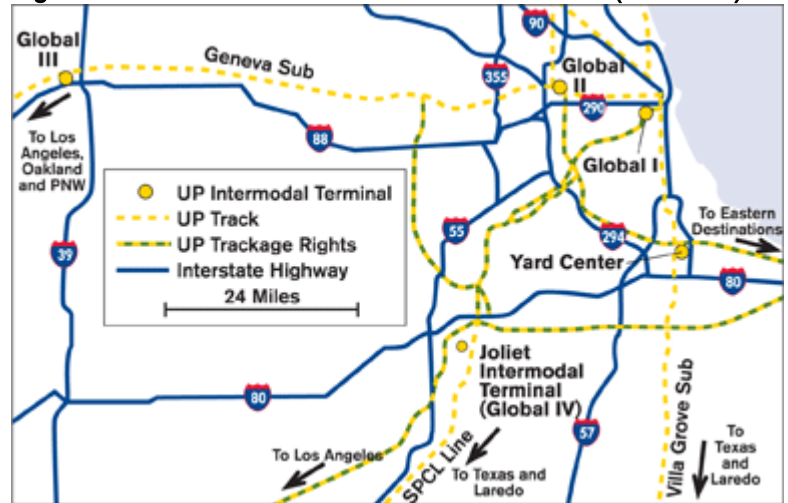 Global
III
Geneva Sub
90
355
Global
II
290
88
Global I
To Los
Angeles,
Oakland
and PNW
UP Intermodal Terminal
UP Track
UP Trackage Rights
Interstate Highway
24 Miles
39
55
294
To Eastern
Destinations
Yard Center
80
Joliet
Intermodal
Terminal
(Global IV)
80
57
To Los Angeles
SPCL Line
To Texas and
Laredo
Villa Grove Sub
To
Texas
and
Laredo